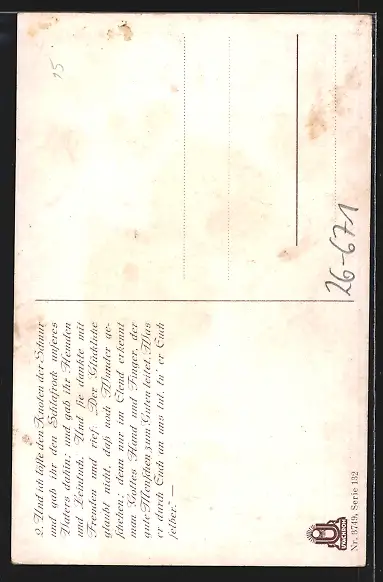 2. Und ich löste den Knoten der Schnur
und gab ihr den Schlafrock unseres
Vaters dahin; und gab ihr Hemden
und Leintuch. Und sie dankte mit
Freuden und rief: Der Glückliche
glaubt nicht, daß noch Wunder ge-
schehen; denn nur im Elend erkennt
man Gottes Hand und Finger, der
gute Menschen zum Guten leitet. Was
er durch Euch an uns tut, tu' er Euch
selber." —
Nr. 3749, Serie 132
15
26-671